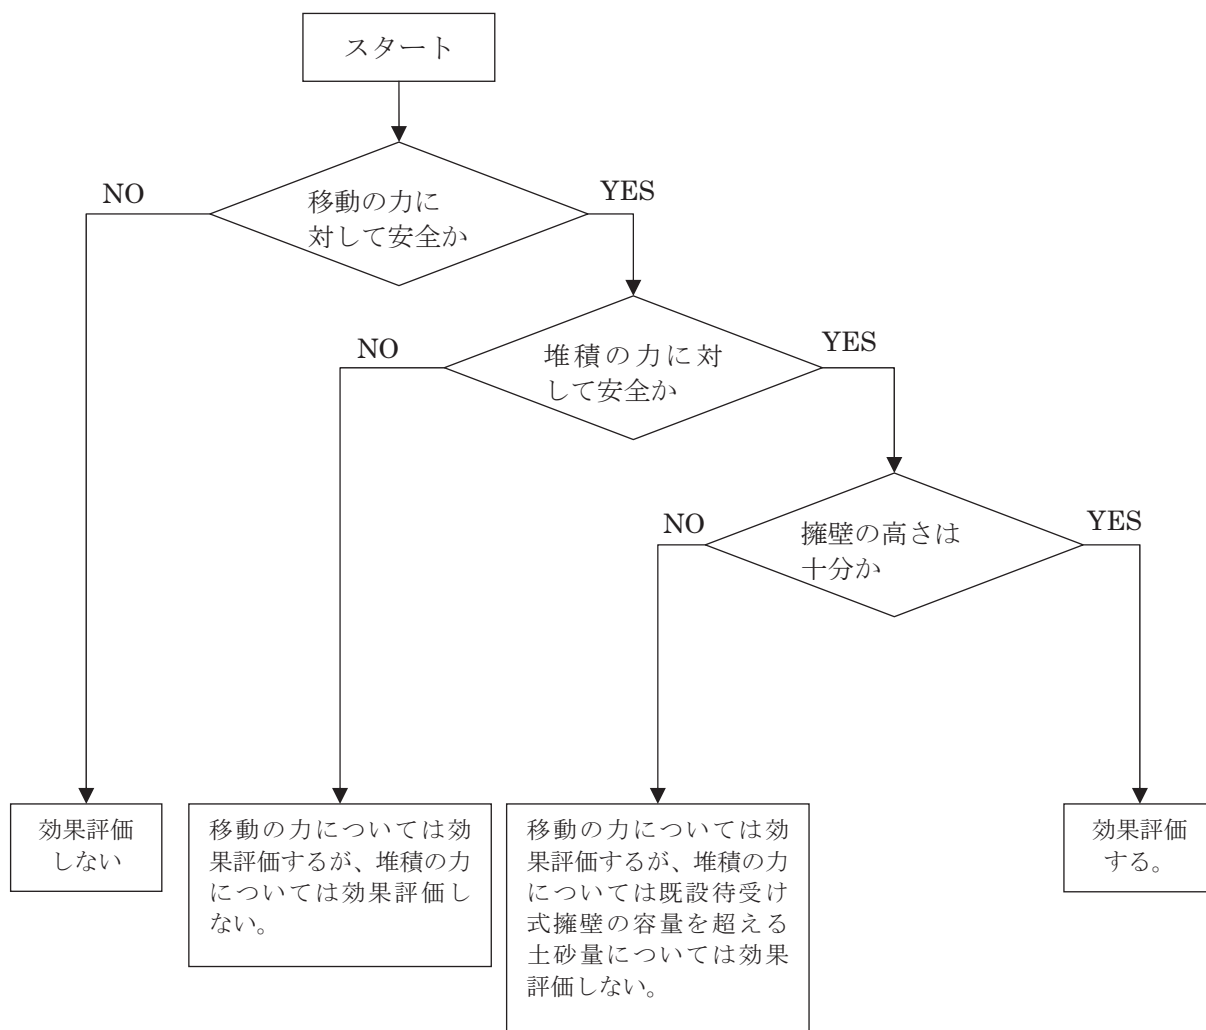 スタート
NO
YES
移動の力に
対して安全か
NO
YES
堆積の力に対
して安全か
NO
YES
擁壁の高さは
十分か
効果評価
しない
移動の力については効
果評価するが、堆積の力
については効果評価し
ない。
移動の力については効
果評価するが、堆積の力
については既設待受け
式擁壁の容量を超える
土砂量については効果
評価しない。
効果評価
する。